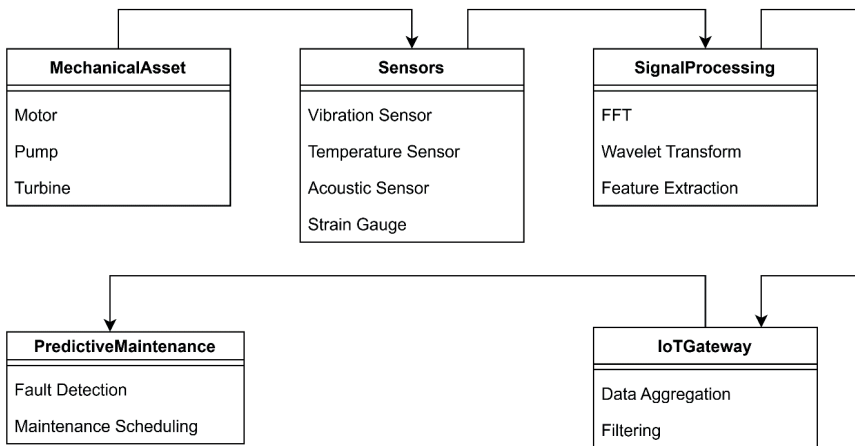 MechanicalAsset
Motor
Pump
Turbine
Sensors
Vibration Sensor
Temperature Sensor
Acoustic Sensor
Strain Gauge
SignalProcessing
FFT
Wavelet Transform
Feature Extraction
PredictiveMaintenance
Fault Detection
Maintenance Scheduling
IoTGateway
Data Aggregation
Filtering